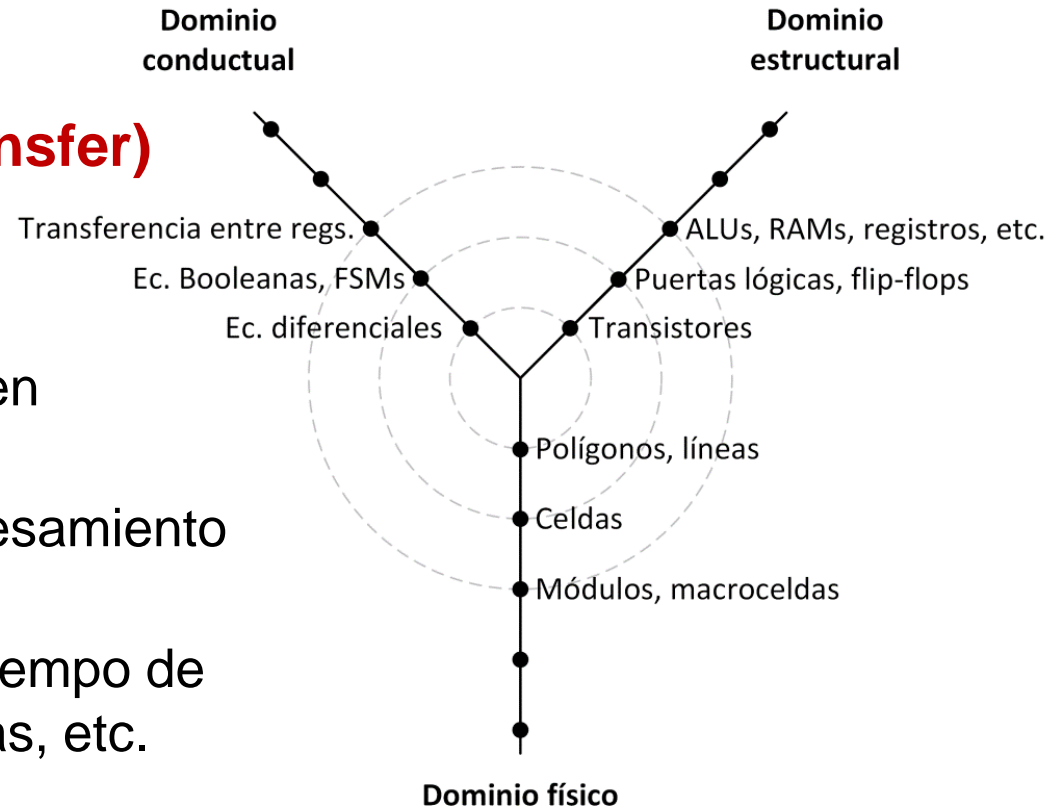 Dominio
conductual
Dominio
estructural
nsfer)
Transferencia entre regs.
ALUs, RAMs, registros, etc.
Ec. Booleanas, FSMs
Puertas lógicas, flip-flops
Ec. diferenciales
Transistores
en
Polígonos, líneas
esamiento
Celdas
Módulos, macroceldas
empo de
as, etc.
Dominio físico